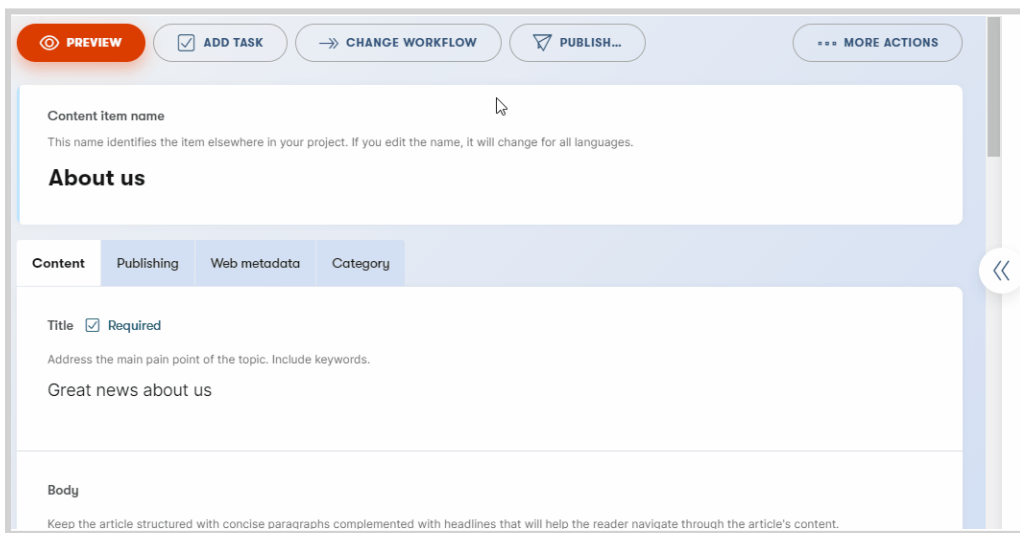 PREVIEW ADD TASK CHANGE WORKFLOW PUBLISH... MORE ACTIONS
Content item name
This name identifies the item elsewhere in your project. If you edit the name, it will change for all languages.
About us
Content Publishing Web metadata Category
Title Required
Address the main pain point of the topic. Include keywords.
Great news about us
Body
Keep the article structured with concise paragraphs complemented with headlines that will help the reader navigate through the article's content.